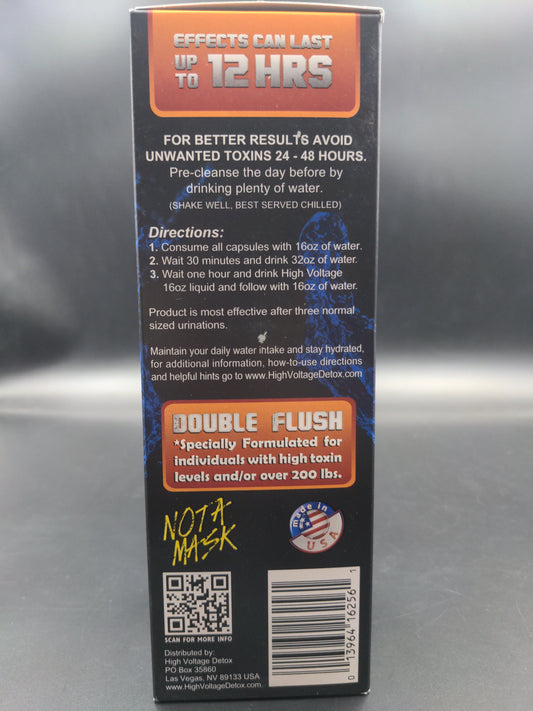 EFFECTS CAN LAST
UP TO 12 HRS
FOR BETTER RESULTS AVOID
UNWANTED TOXINS 24 - 48 HOURS.
Pre-cleanse the day before by
drinking plenty of water.
(SHAKE WELL, BEST SERVED CHILLED)
Directions:
1. Consume all capsules with 16oz of water.
2. Wait 30 minutes and drink 32oz of water.
3. Wait one hour and drink High Voltage
16oz liquid and follow with 16oz of water.
Product is most effective after three normal
sized urinations.
Maintain your daily water intake and stay hydrated,
for additional information, how-to-use directions
and helpful hints go to www.HighVoltageDetox.com
DOUBLE FLUSH
*Specially Formulated for
individuals with high toxin
levels and/or over 200 lbs.
NOT A
MASK
made in
USA
SCAN FOR MORE INFO
Distributed by:
High Voltage Detox
PO Box 35860
Las Vegas, NV 89133 USA
www.HighVoltageDetox.com
0 13964 16256 1